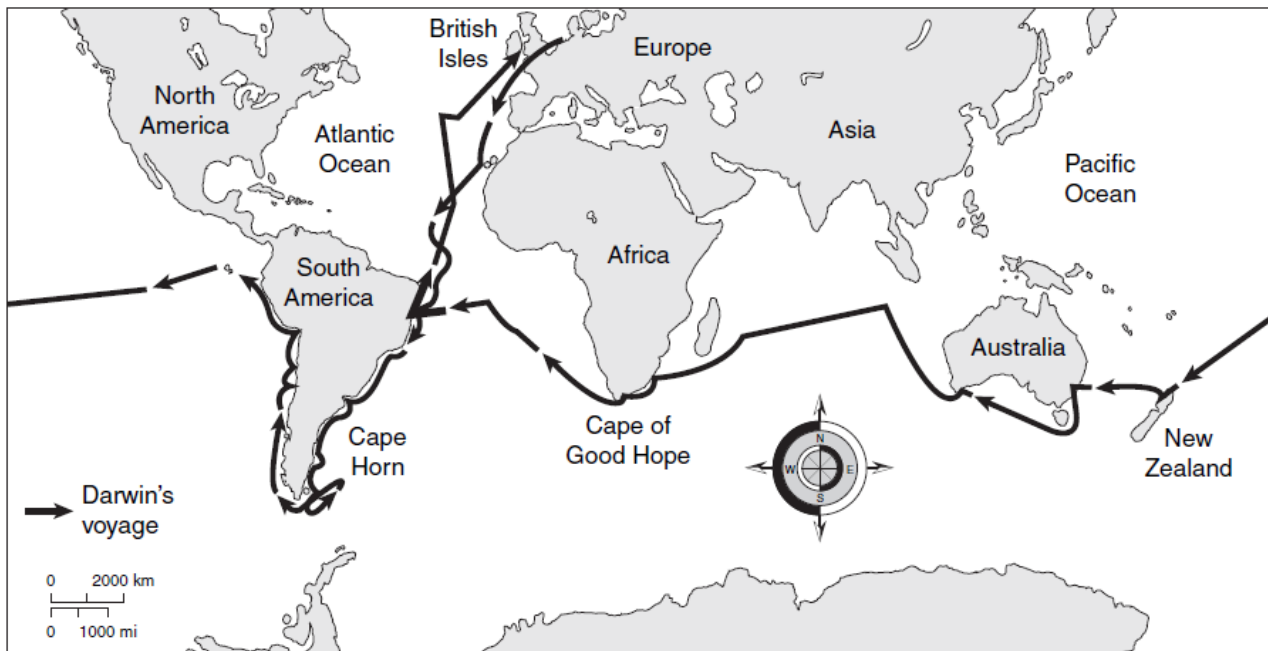 British
Isles
Europe
North
America
Atlantic
Ocean
Asia
Pacific
Ocean
South
America
Africa
Australia
Cape
Horn
Cape of
Good Hope
New
Zealand
N
W
E
S
Darwin's
voyage
0 2000 km
0 1000 mi